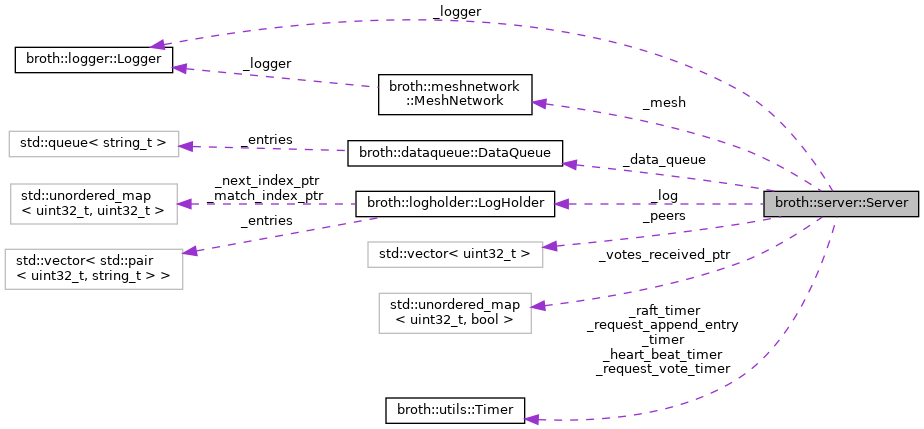 _logger
broth::logger::Logger
_logger
broth::meshnetwork
::MeshNetwork
_mesh
std::queue< string_t >
_entries
broth::dataqueue::DataQueue
_data_queue
std::unordered_map
< uint32_t, uint32_t >
_next_index_ptr
_match_index_ptr
broth::logholder::LogHolder
_log
broth::server::Server
_peers
_entries
std::vector< std::pair
< uint32_t, string_t > >
std::vector< uint32_t >
_votes_received_ptr
std::unordered_map
< uint32_t, bool >
_raft_timer
_request_append_entry
_timer
_heart_beat_timer
_request_vote_timer
broth::utils::Timer